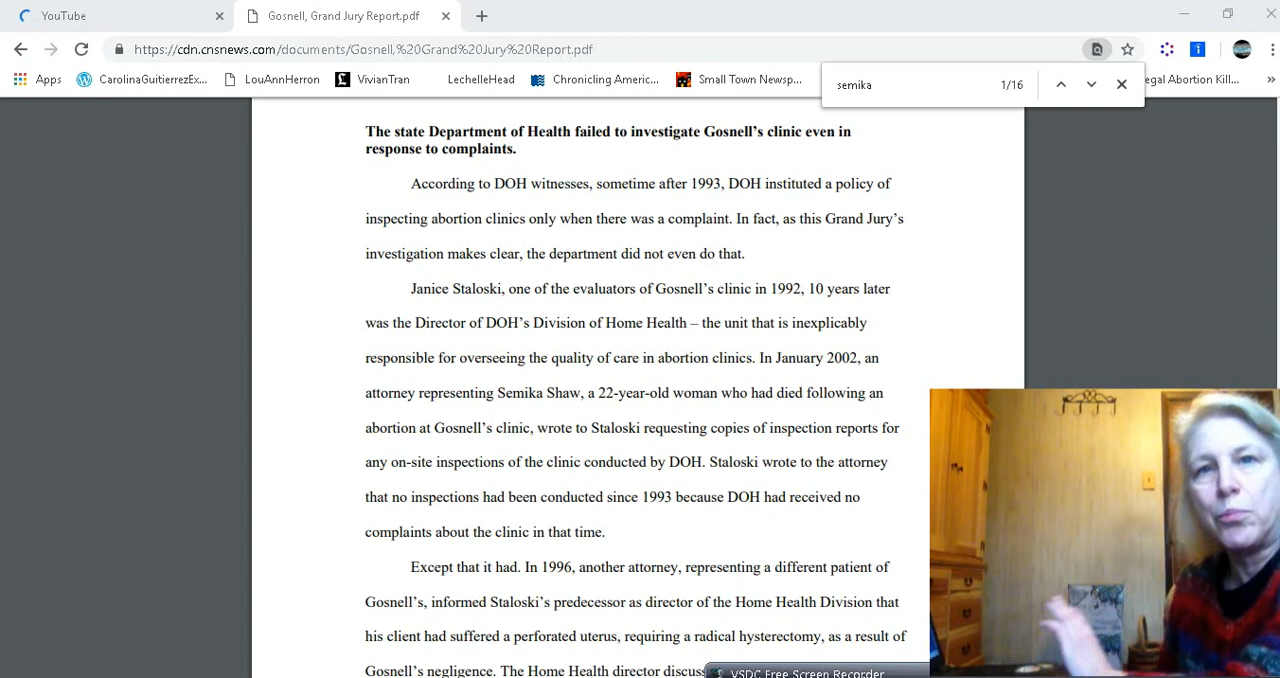 YouTube
Gosnell, Grand Jury Report.pdf
https://cdn.cnsnews.com/documents/Gosnell,%20Grand%20Jury%20Report.pdf
Apps CarolinaGuitierrezEx... LouAnnHerron VivianTran LechelleHead Chronicling Americ... Small Town Newsp... egal Abortion Kill... »
semika 1/16
The state Department of Health failed to investigate Gosnell’s clinic even in
response to complaints.
According to DOH witnesses, sometime after 1993, DOH instituted a policy of
inspecting abortion clinics only when there was a complaint. In fact, as this Grand Jury’s
investigation makes clear, the department did not even do that.
Janice Staloski, one of the evaluators of Gosnell’s clinic in 1992, 10 years later
was the Director of DOH’s Division of Home Health – the unit that is inexplicably
responsible for overseeing the quality of care in abortion clinics. In January 2002, an
attorney representing Semika Shaw, a 22-year-old woman who had died following an
abortion at Gosnell’s clinic, wrote to Staloski requesting copies of inspection reports for
any on-site inspections of the clinic conducted by DOH. Staloski wrote to the attorney
that no inspections had been conducted since 1993 because DOH had received no
complaints about the clinic in that time.
Except that it had. In 1996, another attorney, representing a different patient of
Gosnell’s, informed Staloski’s predecessor as director of the Home Health Division that
his client had suffered a perforated uterus, requiring a radical hysterectomy, as a result of
Gosnell’s negligence. The Home Health director discus
VSDC Free Screen Recorder